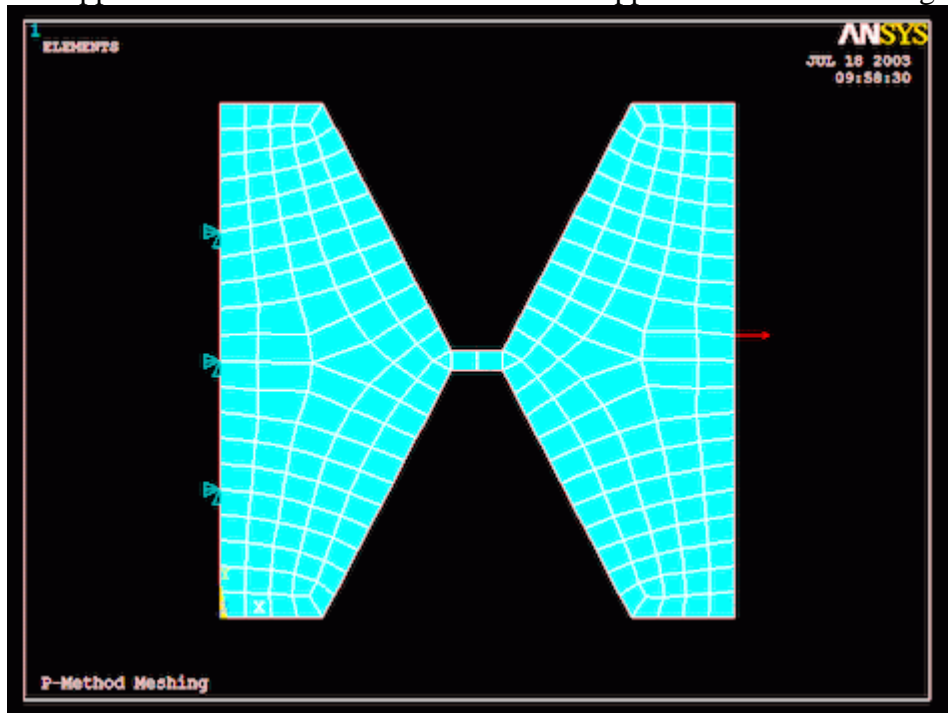 1
ELEMENTS
ANSYS
JUL 18 2003
09:58:30
X
P-Method Meshing